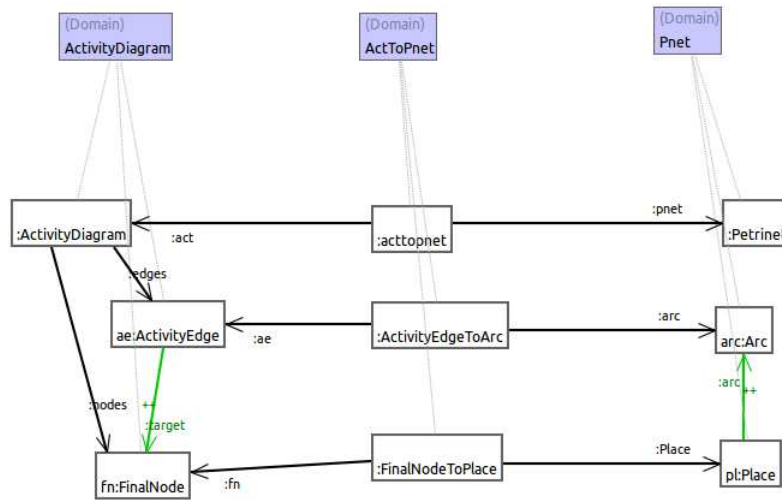 (Domain)
ActivityDiagram
(Domain)
ActToPnet
(Domain)
Pnet
:ActivityDiagram
:act
:acttopnet
:pnet
:Petrine
:edges
ae:ActivityEdge
:ae
:ActivityEdgeToArc
:arc
arc:Arc
:nodes
++
:target
:arc
++
fn:FinalNode
:fn
:FinalNodeToPlace
:Place
pl:Place